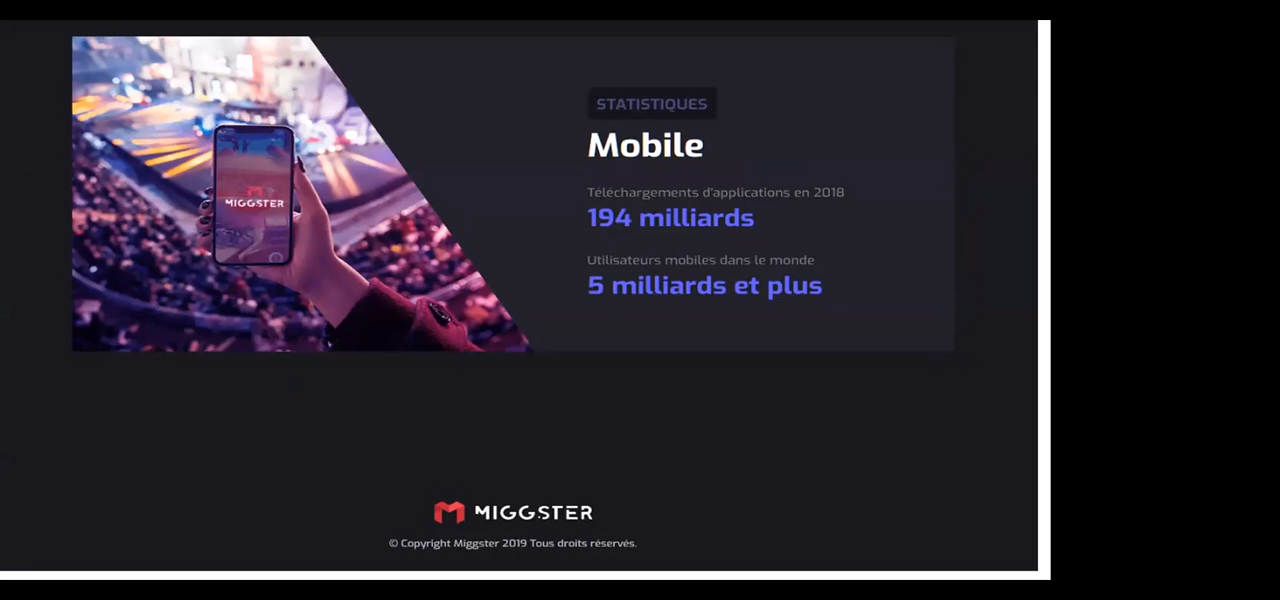 MIGGSTER
STATISTIQUES
Mobile
Téléchargements d'applications en 2018
194 milliards
Utilisateurs mobiles dans le monde
5 milliards et plus
MIGGSTER
© Copyright Miggster 2019 Tous droits réservés.